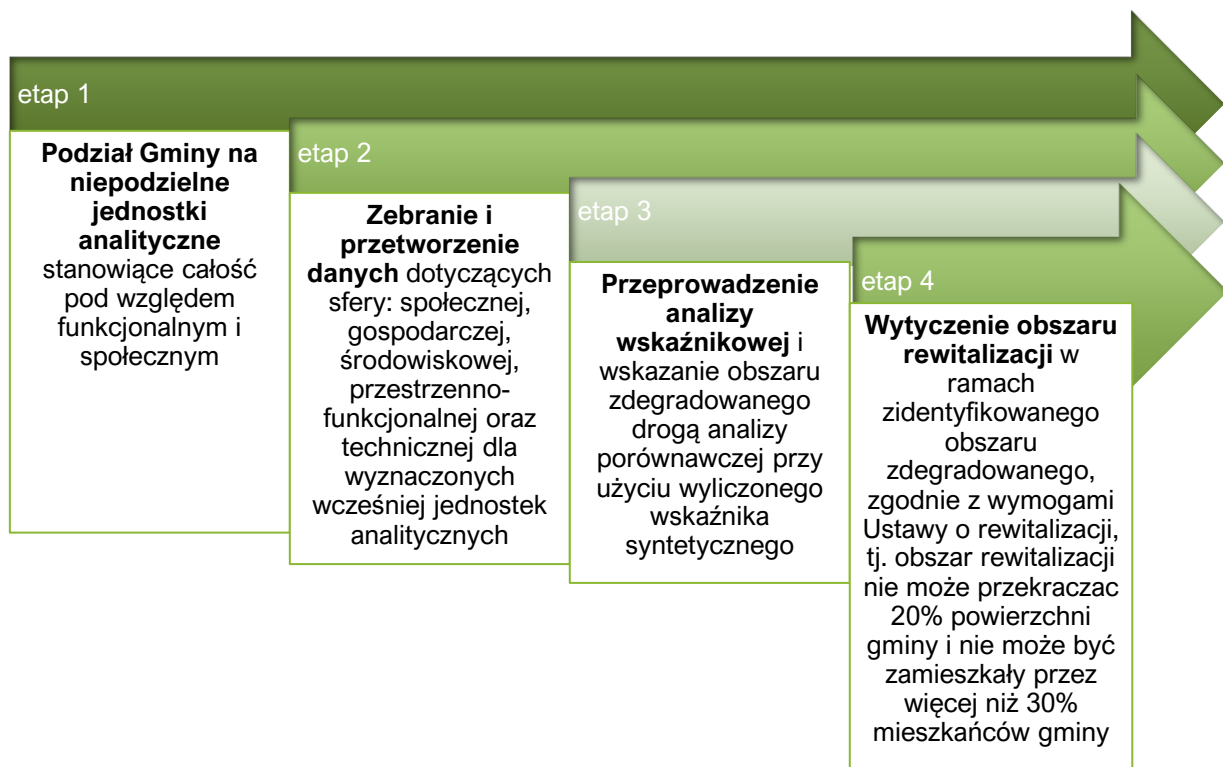 etap 1
Podział Gminy na
niepodzielne
jednostki
analityczne
stanowiące całość
pod względem
funkcjonalnym i
społecznym
etap 2
Zebranie i
przetworzenie
danych dotyczących
sfery: społecznej,
gospodarczej,
środowiskowej,
przestrzenno-
funkcjonalnej oraz
technicznej dla
wyznaczonych
wcześniej jednostek
analitycznych
etap 3
Przeprowadzenie
analizy
wskaźnikowej i
wskazanie obszaru
zdegradowanego
drogą analizy
porównawczej przy
użyciu wyliczonego
wskaźnika
syntetycznego
etap 4
Wytyczenie obszaru
rewitalizacji w
ramach
zidentyfikowanego
obszaru
zdegradowanego,
zgodnie z wymogami
Ustawy o rewitalizacji,
tj. obszar rewitalizacji
nie może przekraczac
20% powierzchni
gminy i nie może być
zamieszkały przez
więcej niż 30%
mieszkańców gminy